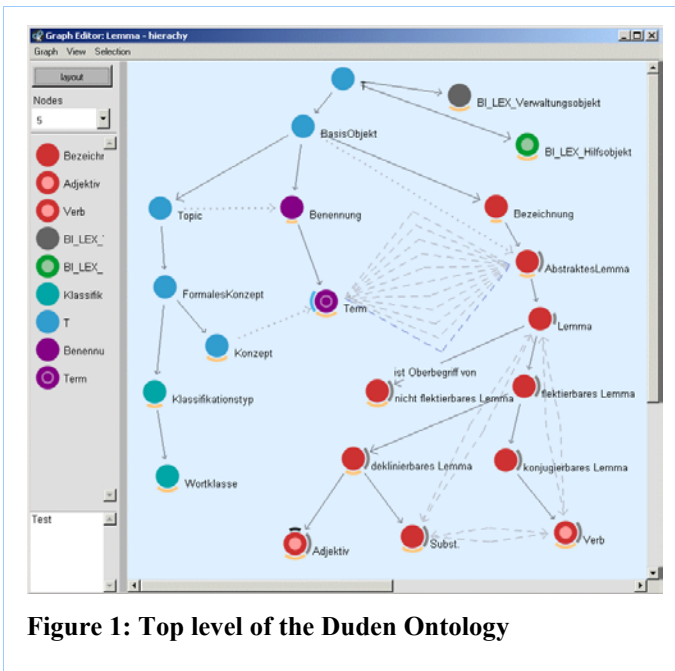 Graph Editor: Lemma - hierachy
Graph View Selection
layout
Nodes
5
Bezeichn
Adjektiv
Verb
BI_LEX_
BI_LEX_
Klassifik
T
Benennu
Term
Test
BI_LEX_Verwaltungsobjekt
BasisObjekt
BI_LEX_Hilfsobjekt
Topic
Benennung
Bezeichnung
AbstraktesLemma
FormalesKonzept
Term
Lemma
Konzept
ist Oberbegriff von
Klassifikationstyp
nicht flektierbares Lemma
flektierbares Lemma
deklinierbares Lemma
konjugierbares Lemma
Wortklasse
Adjektiv
Subst.
Verb
Figure 1: Top level of the Duden Ontology